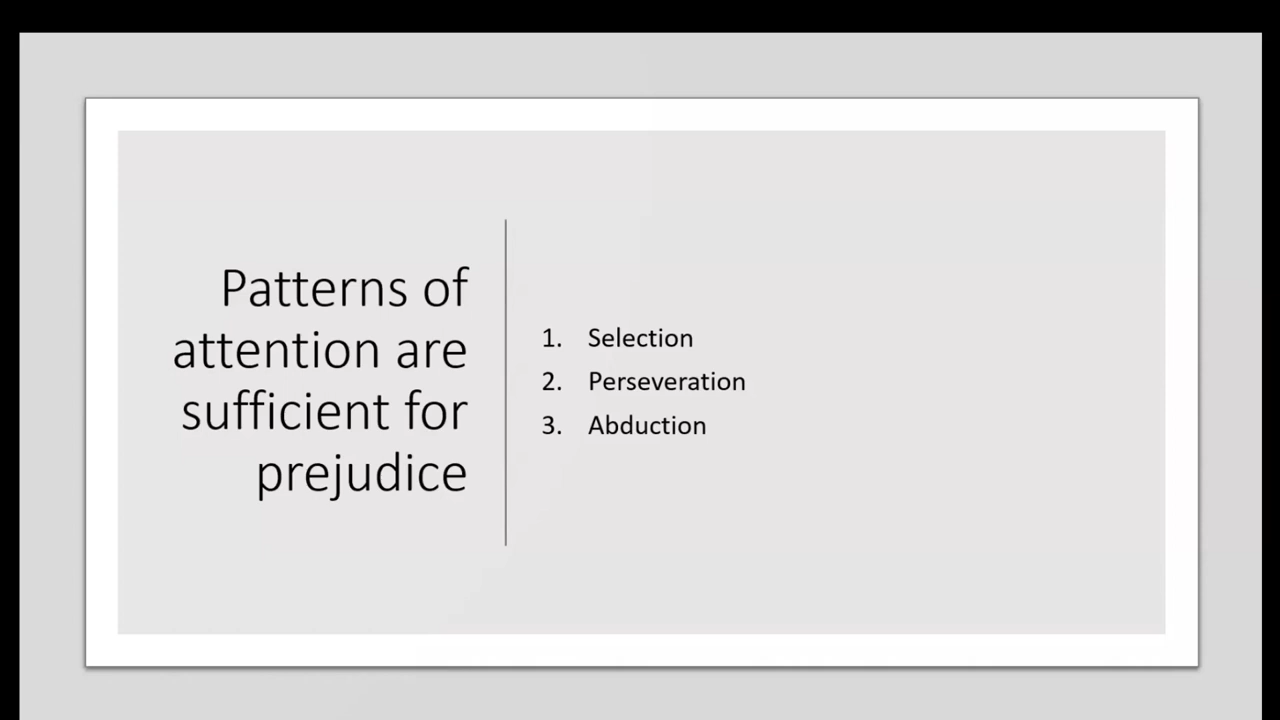 Patterns of
attention are
sufficient for
prejudice
1. Selection
2. Perseveration
3. Abduction